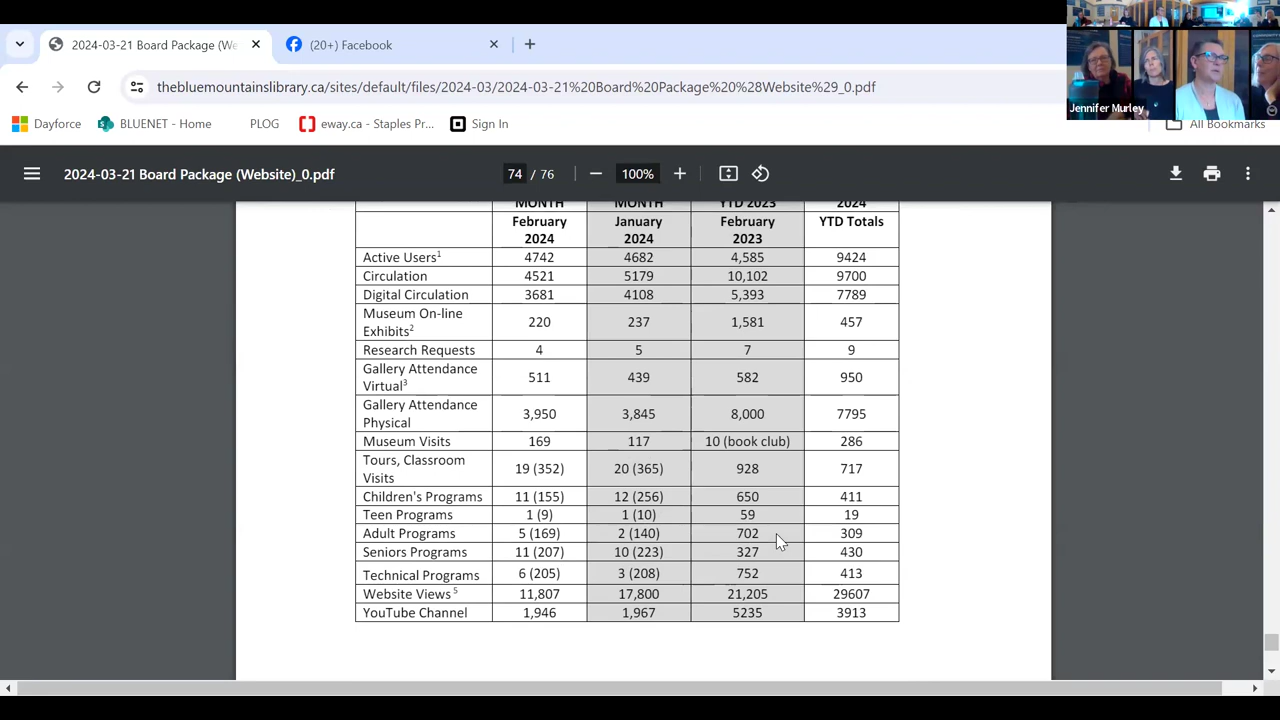 2024-03-21 Board Package (We
(20+) Facebook
thebluemountainslibrary.ca/sites/default/files/2024-03/2024-03-21%20Board%20Package%20%28Website%29_0.pdf
Jennifer Murley
Dayforce
BLUENET - Home
PLOG
eway.ca - Staples Pr...
Sign In
All Bookmarks
2024-03-21 Board Package (Website)_0.pdf
74 / 76
100%
MONTH MONTH YTD 2023 2024
February 2024 January 2024 February 2023 YTD Totals
Active Users1 4742 4682 4,585 9424
Circulation 4521 5179 10,102 9700
Digital Circulation 3681 4108 5,393 7789
Museum On-line Exhibits2 220 237 1,581 457
Research Requests 4 5 7 9
Gallery Attendance Virtual3 511 439 582 950
Gallery Attendance Physical 3,950 3,845 8,000 7795
Museum Visits 169 117 10 (book club) 286
Tours, Classroom Visits 19 (352) 20 (365) 928 717
Children's Programs 11 (155) 12 (256) 650 411
Teen Programs 1 (9) 1 (10) 59 19
Adult Programs 5 (169) 2 (140) 702 309
Seniors Programs 11 (207) 10 (223) 327 430
Technical Programs 6 (205) 3 (208) 752 413
Website Views 5 11,807 17,800 21,205 29607
YouTube Channel 1,946 1,967 5235 3913